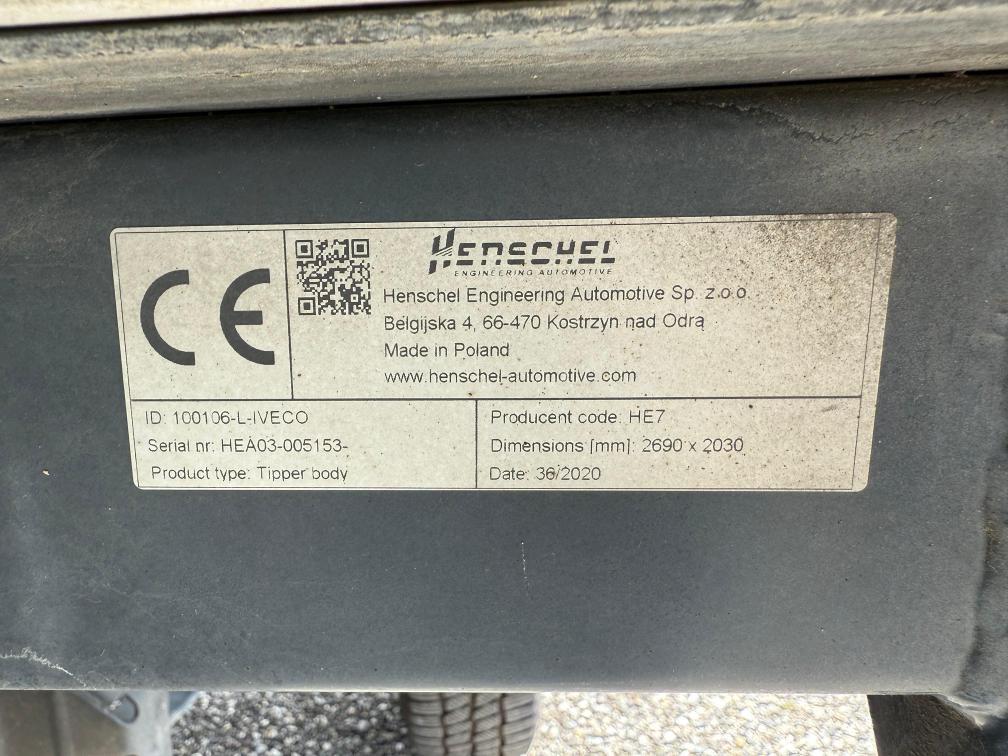 CE
HENSCHEL
ENGINEERING AUTOMOTIVE
Henschel Engineering Automotive Sp. z.o.o.
Belgijska 4, 66-470 Kostrzyn nad Odrą
Made in Poland
www.henschel-automotive.com
ID: 100106-L-IVECO
Serial nr: HEA03-005153-
Product type: Tipper body
Producent code: HE7
Dimensions [mm]: 2690 x 2030
Date: 36/2020